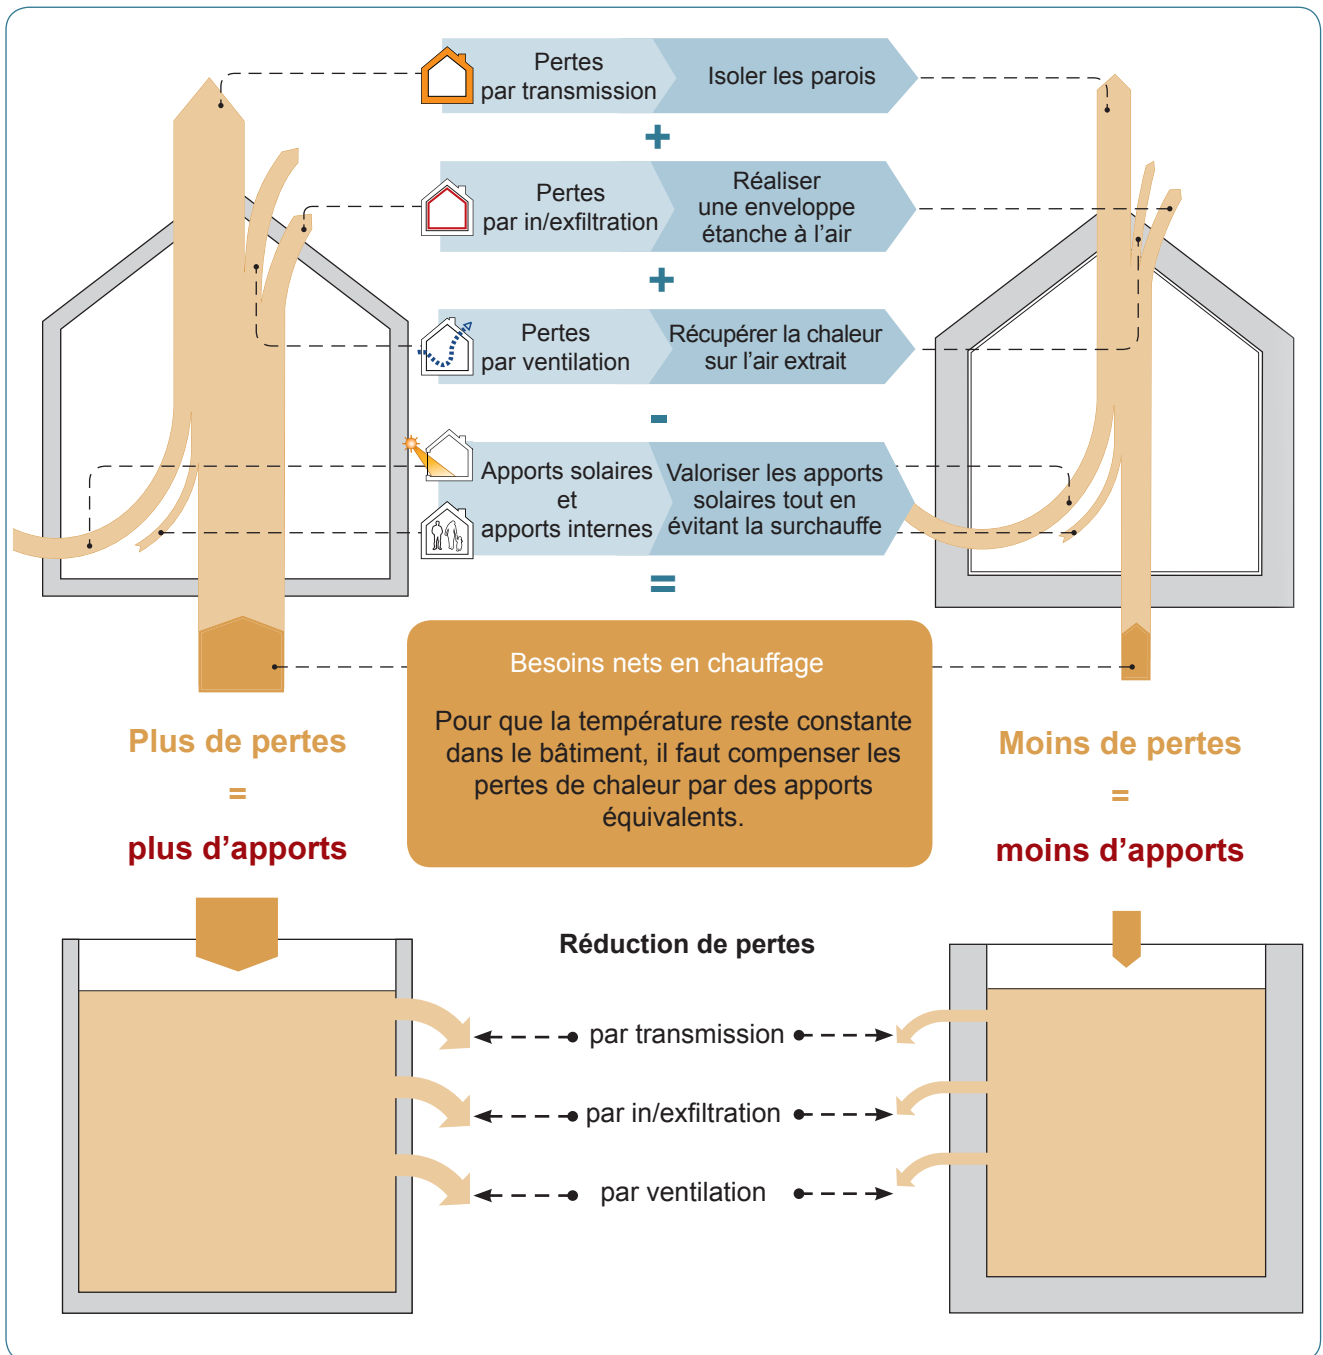 Pertes
par transmission
Isoler les parois
+
Pertes
par in/exfiltration
Réaliser
une enveloppe
étanche à l’air
+
Pertes
par ventilation
Récupérer la chaleur
sur l’air extrait
-
Apports solaires
et
apports internes
Valoriser les apports
solaires tout en
évitant la surchauffe
=
Besoins nets en chauffage
Pour que la température reste constante
dans le bâtiment, il faut compenser les
pertes de chaleur par des apports
équivalents.
Plus de pertes
=
plus d’apports
Moins de pertes
=
moins d’apports
Réduction de pertes
par transmission
par in/exfiltration
par ventilation